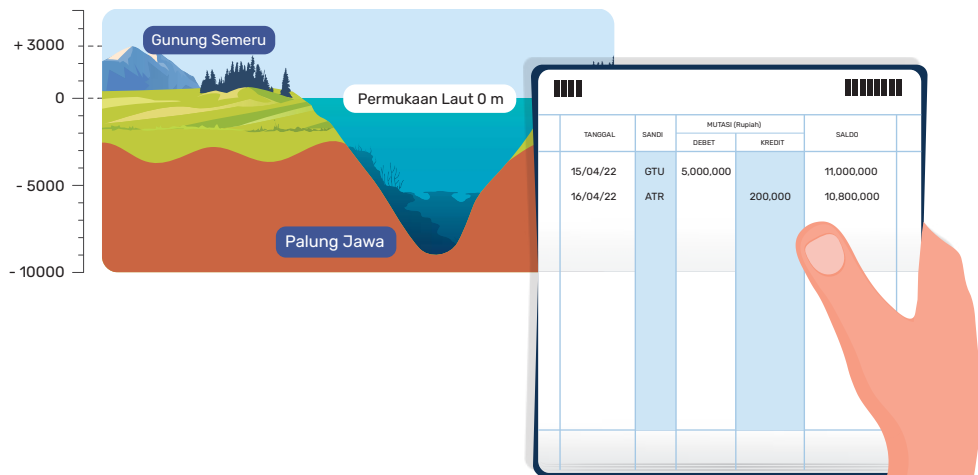 + 3000
Gunung Semeru
0
Permukaan Laut 0 m
- 5000
Palung Jawa
- 10000
MUTASI (Rupiah)
TANGGAL SANDI DEBET KREDIT SALDO
15/04/22 GTU 5,000,000 11,000,000
16/04/22 ATR 200,000 10,800,000